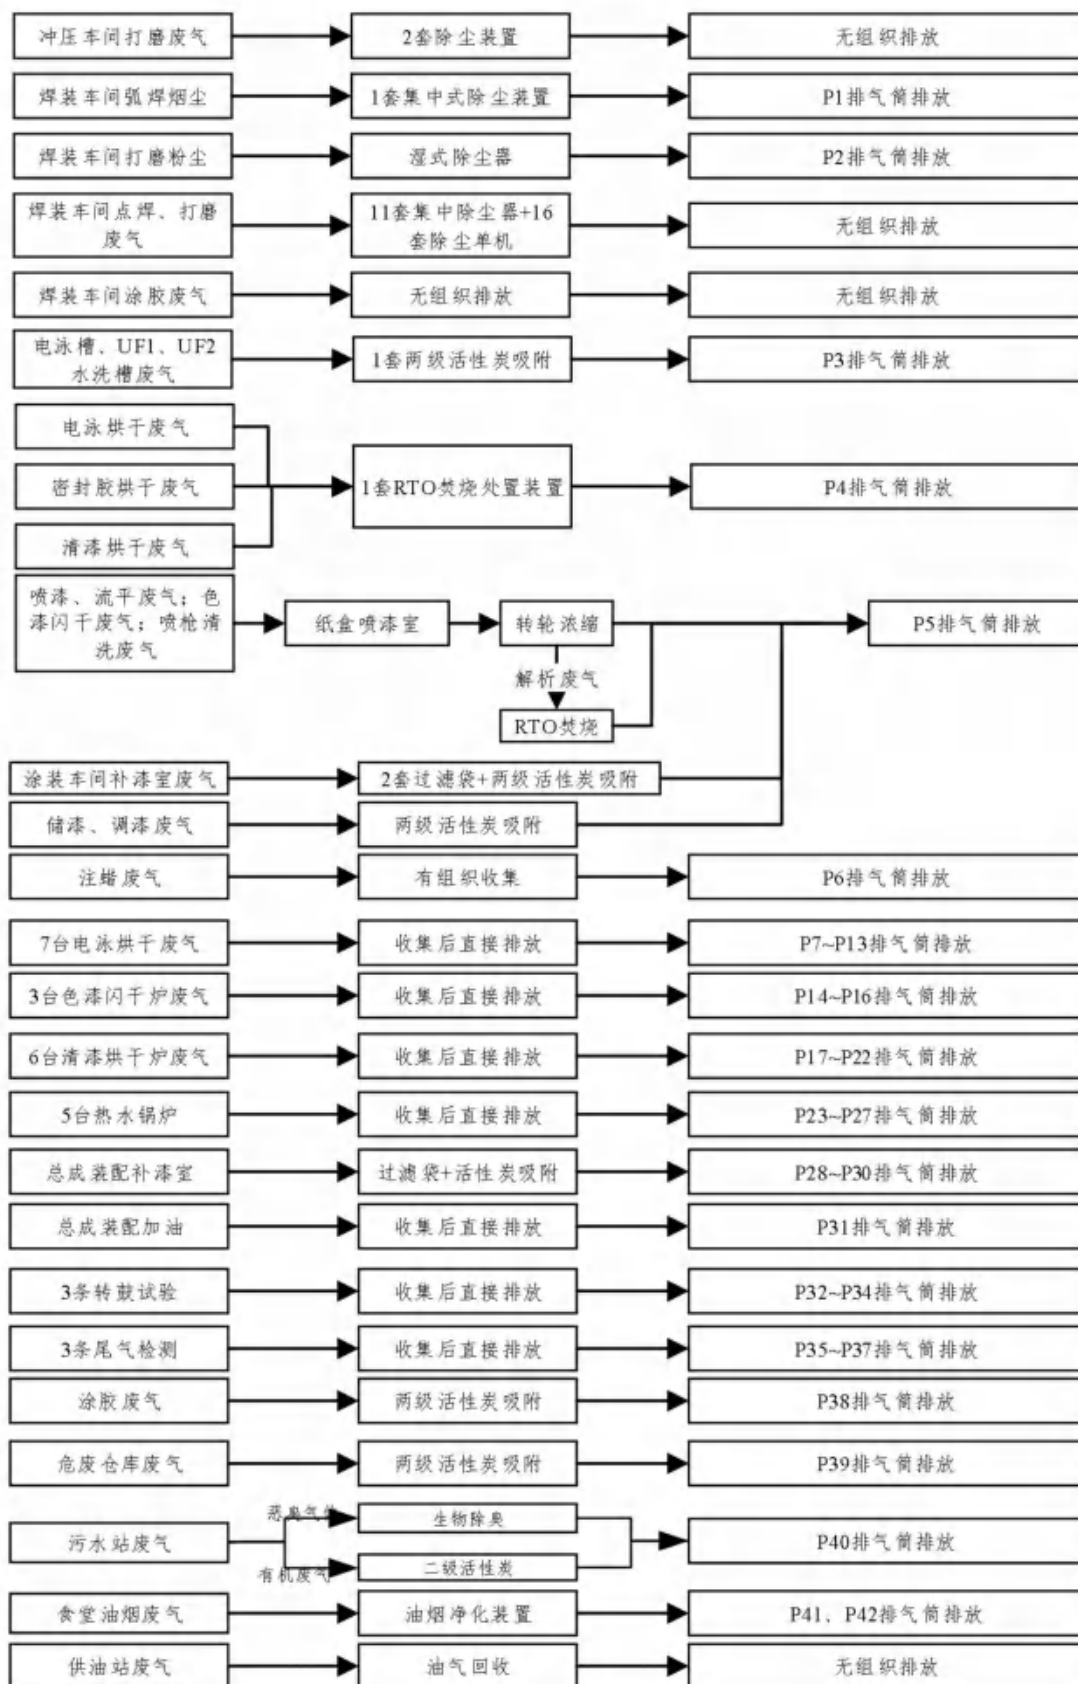 冲压车间打磨废气
2套除尘装置
无组织排放
焊装车间弧焊烟尘
1套集中式除尘装置
P1排气筒排放
焊装车间打磨粉尘
湿式除尘器
P2排气筒排放
焊装车间点焊、打磨
废气
11套集中除尘器+16
套除尘单机
无组织排放
焊装车间涂胶废气
无组织排放
无组织排放
电泳槽、UF1、UF2
水洗槽废气
1套两级活性炭吸附
P3排气筒排放
电泳烘干废气
密封胶烘干废气
清漆烘干废气
1套RTO焚烧处置装置
P4排气筒排放
喷漆、流平废气；色
漆闪干废气；喷枪清
洗废气
纸盒喷漆室
转轮浓缩
P5排气筒排放
解析废气
RTO焚烧
涂装车间补漆室废气
2套过滤袋+两级活性炭吸附
储漆、调漆废气
两级活性炭吸附
注蜡废气
有组织收集
P6排气筒排放
7台电泳烘干废气
收集后直接排放
P7~P13排气筒排放
3台色漆闪干炉废气
收集后直接排放
P14~P16排气筒排放
6台清漆烘干炉废气
收集后直接排放
P17~P22排气筒排放
5台热水锅炉
收集后直接排放
P23~P27排气筒排放
总成装配补漆室
过滤袋+活性炭吸附
P28~P30排气筒排放
总成装配加油
收集后直接排放
P31排气筒排放
3条转鼓试验
收集后直接排放
P32~P34排气筒排放
3条尾气检测
收集后直接排放
P35~P37排气筒排放
涂胶废气
两级活性炭吸附
P38排气筒排放
危废仓库废气
两级活性炭吸附
P39排气筒排放
污水站废气
恶臭气体
生物除臭
有机废气
二级活性炭
P40排气筒排放
食堂油烟废气
油烟净化装置
P41、P42排气筒排放
供油站废气
油气回收
无组织排放